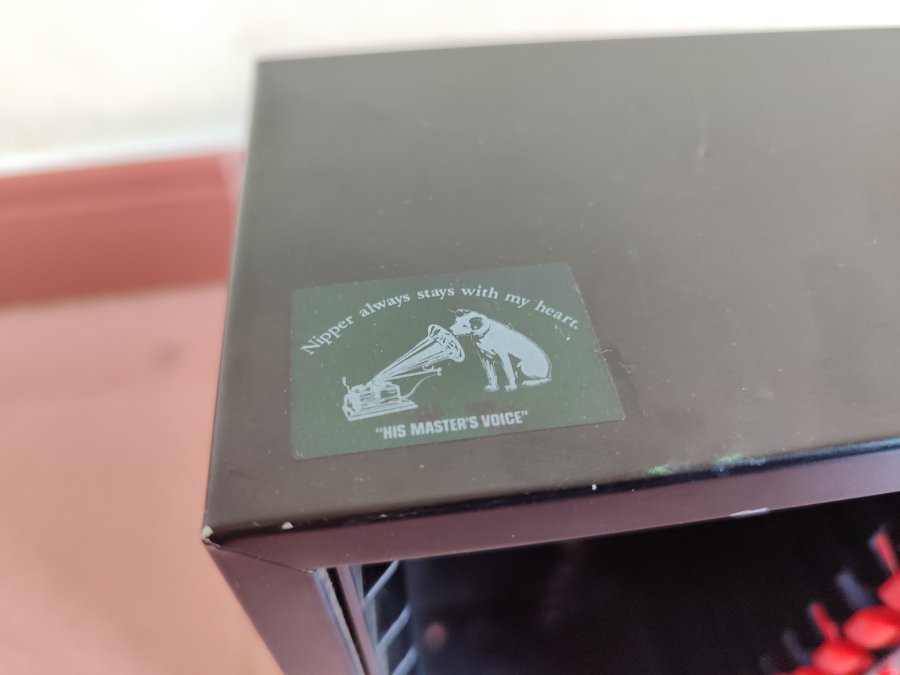 Nipper always stays with my heart.
"HIS MASTER'S VOICE"